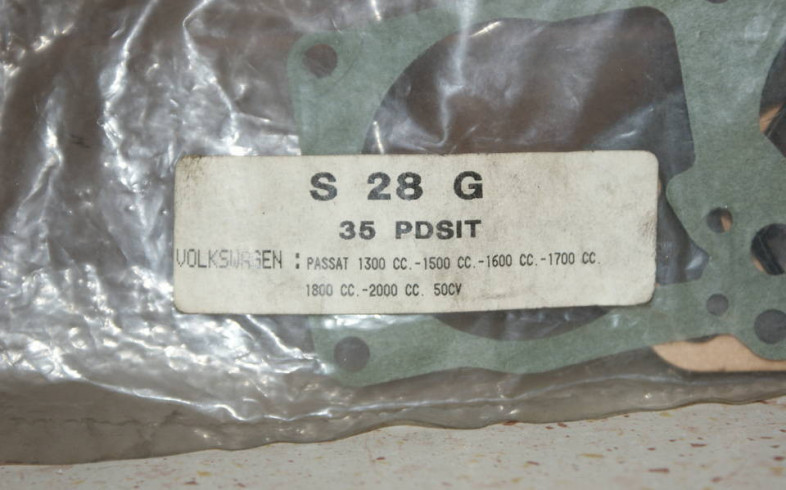 S 28 G
35 PDSIT
VOLKSWAGEN : PASSAT 1300 CC.-1500 CC.-1600 CC.-1700 CC.
1800 CC.-2000 CC. 50CV